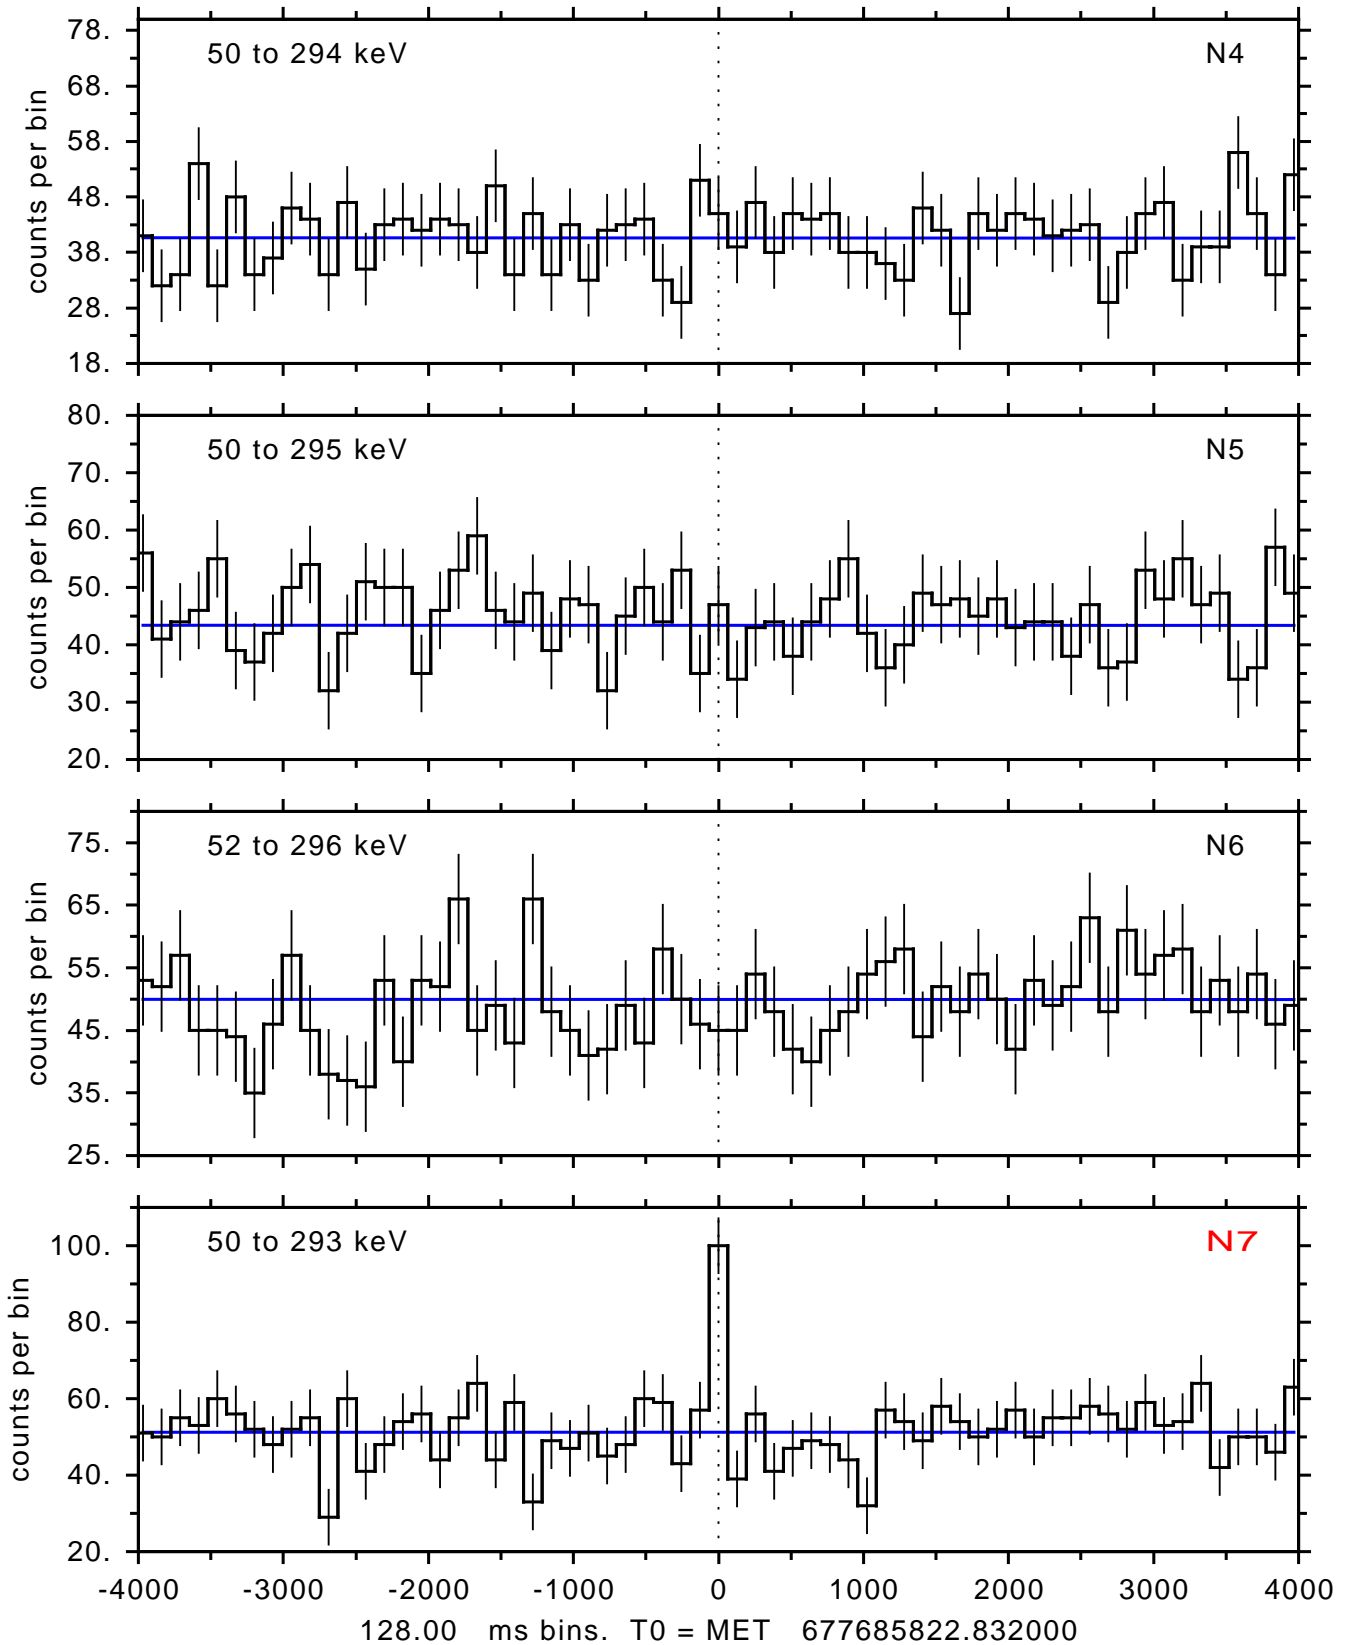 50 to 294 keV N4
78.
68.
58.
48.
38.
28.
18.
counts per bin
50 to 295 keV N5
80.
70.
60.
50.
40.
30.
20.
counts per bin
52 to 296 keV N6
75.
65.
55.
45.
35.
25.
counts per bin
50 to 293 keV N7
100.
80.
60.
40.
20.
counts per bin
-4000 -3000 -2000 -1000 0 1000 2000 3000 4000
128.00 ms bins. T0 = MET 677685822.832000